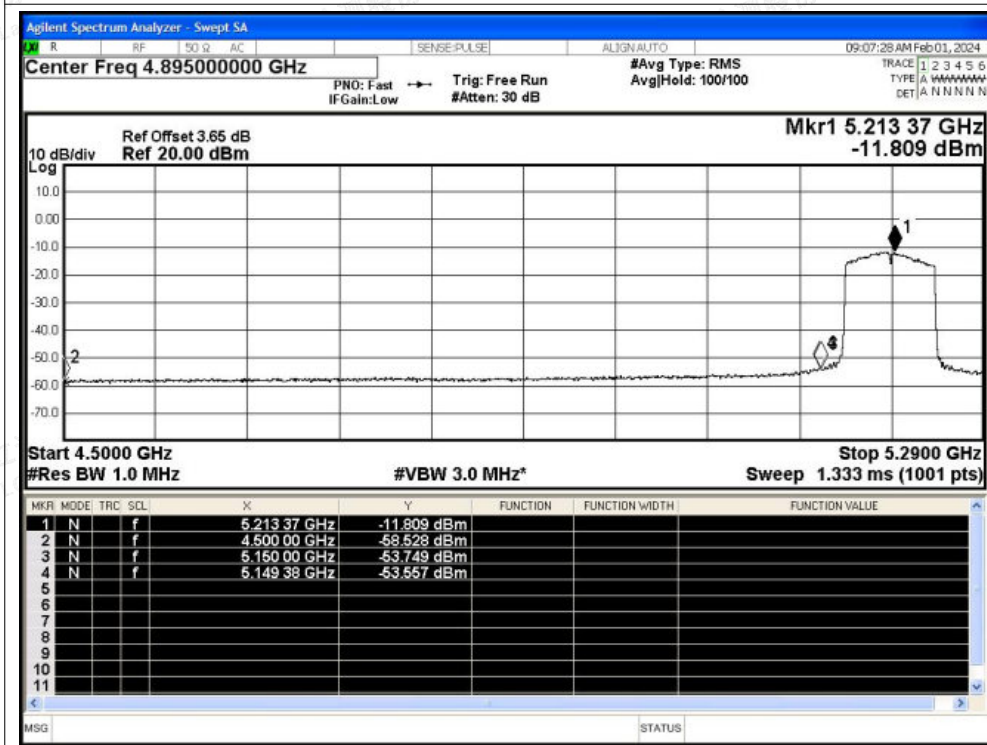 Agilent Spectrum Analyzer - Swept SA
LXI R RF 50 Ω AC SENSE:PULSE ALIGNAUTO 09:07:28 AM Feb 01, 2024
Center Freq 4.895000000 GHz #Avg Type: RMS TRACE 1 2 3 4 5 6
PNO: Fast Trig: Free Run Avg|Hold: 100/100 TYPE A WWWWW
IFGain:Low #Atten: 30 dB DET A N N N N N
Mkr1 5.213 37 GHz
Ref Offset 3.65 dB
10 dB/div Ref 20.00 dBm -11.809 dBm
Log
10.0
0.00
1
-10.0
-20.0
-30.0
-40.0
-50.0 2
-60.0
-70.0
Start 4.5000 GHz Stop 5.2900 GHz
#Res BW 1.0 MHz #VBW 3.0 MHz* Sweep 1.333 ms (1001 pts)
MKR MODE TRC SCL X Y FUNCTION FUNCTION WIDTH FUNCTION VALUE
1 N f 5.213 37 GHz -11.809 dBm
2 N f 4.500 00 GHz -58.528 dBm
3 N f 5.150 00 GHz -53.749 dBm
4 N f 5.149 38 GHz -53.557 dBm
5
6
7
8
9
10
11
MSG STATUS